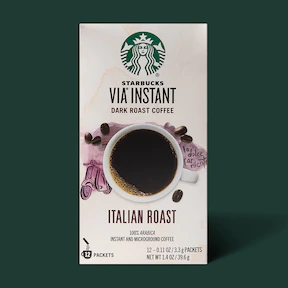 STARBUCKS
VIA® INSTANT
DARK ROAST COFFEE
ITALIAN ROAST
100% ARABICA
INSTANT AND MICROGROUND COFFEE
12 – 0.11 OZ / 3.3 g PACKETS
NET WT 1.4 OZ / 39.6 g
12 PACKETS